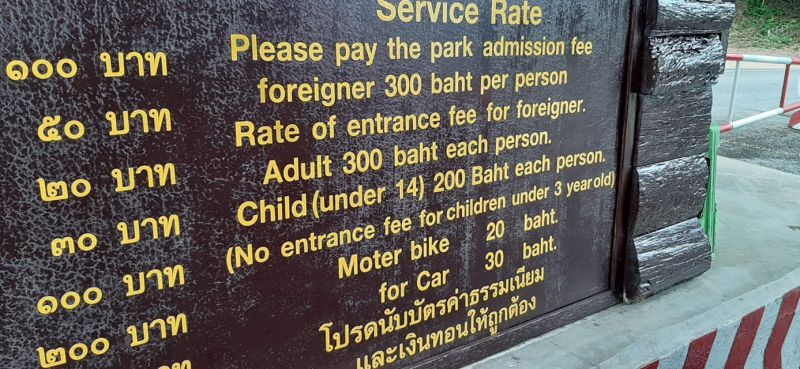 Service Rate
๑๐๐ บาท
Please pay the park admission fee
foreigner 300 baht per person
๕๐ บาท
Rate of entrance fee for foreigner.
๒๐ บาท
Adult 300 baht each person.
๓๐ บาท
Child (under 14) 200 Baht each person.
(No entrance fee for children under 3 year old)
๑๐๐ บาท
Moter bike 20 baht.
๒๐๐ บาท
for Car 30 baht.
โปรดนับบัตรค่าธรรมเนียม
และเงินทอนให้ถูกต้อง